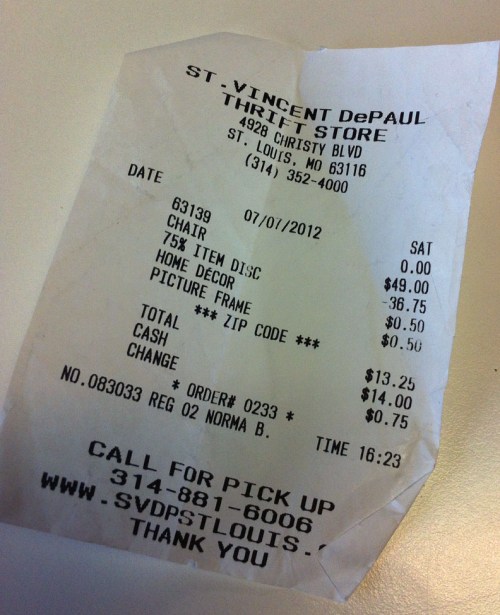 ST.VINCENT DePAUL
THRIFT STORE
4928 CHRISTY BLVD
ST. LOUIS, MO 63116
(314) 352-4000
DATE 07/07/2012 SAT
63139 0.00
CHAIR $49.00
75% ITEM DISC -36.75
HOME DÉCOR $0.50
PICTURE FRAME $0.50
*** ZIP CODE ***
TOTAL $13.25
CASH $14.00
CHANGE $0.75
* ORDER# 0233 *
NO.083033 REG 02 NORMA B. TIME 16:23
CALL FOR PICK UP
314-881-6006
WWW.SVDPSTLOUIS.
THANK YOU